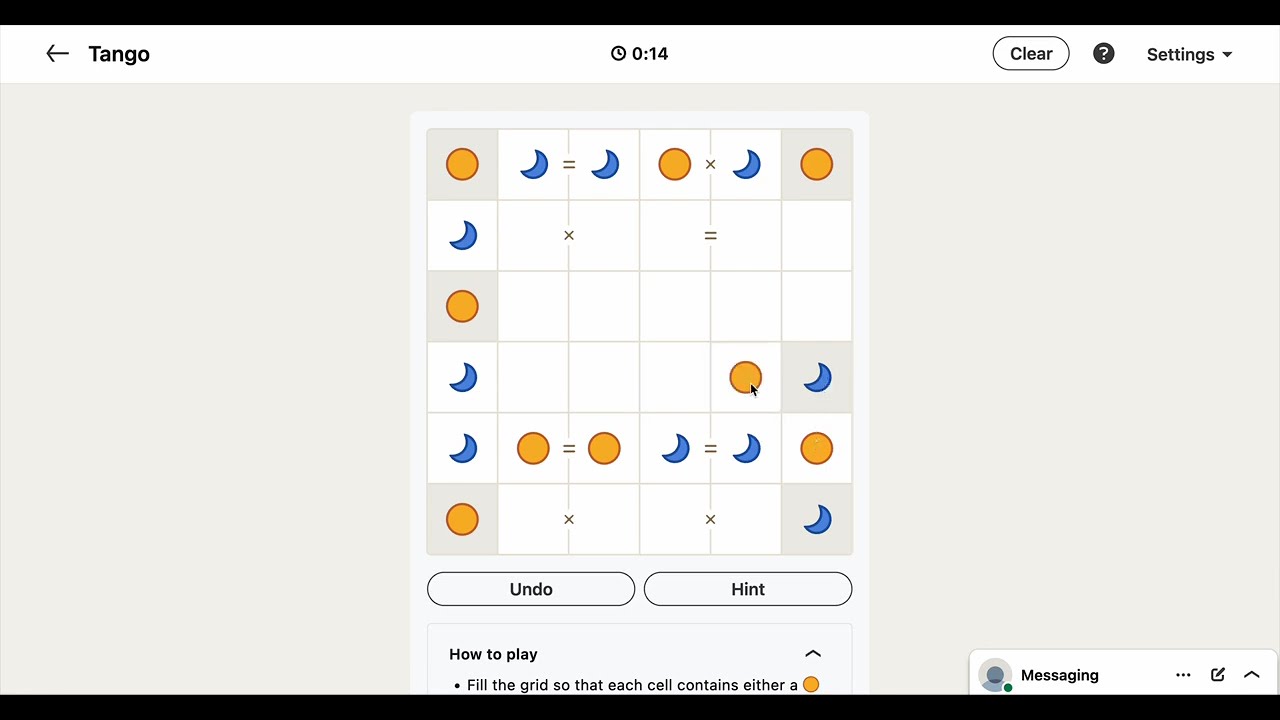 Tango
0:14
Clear
?
Settings
= ×
× =
= =
× ×
Undo
Hint
How to play
• Fill the grid so that each cell contains either a
Messaging